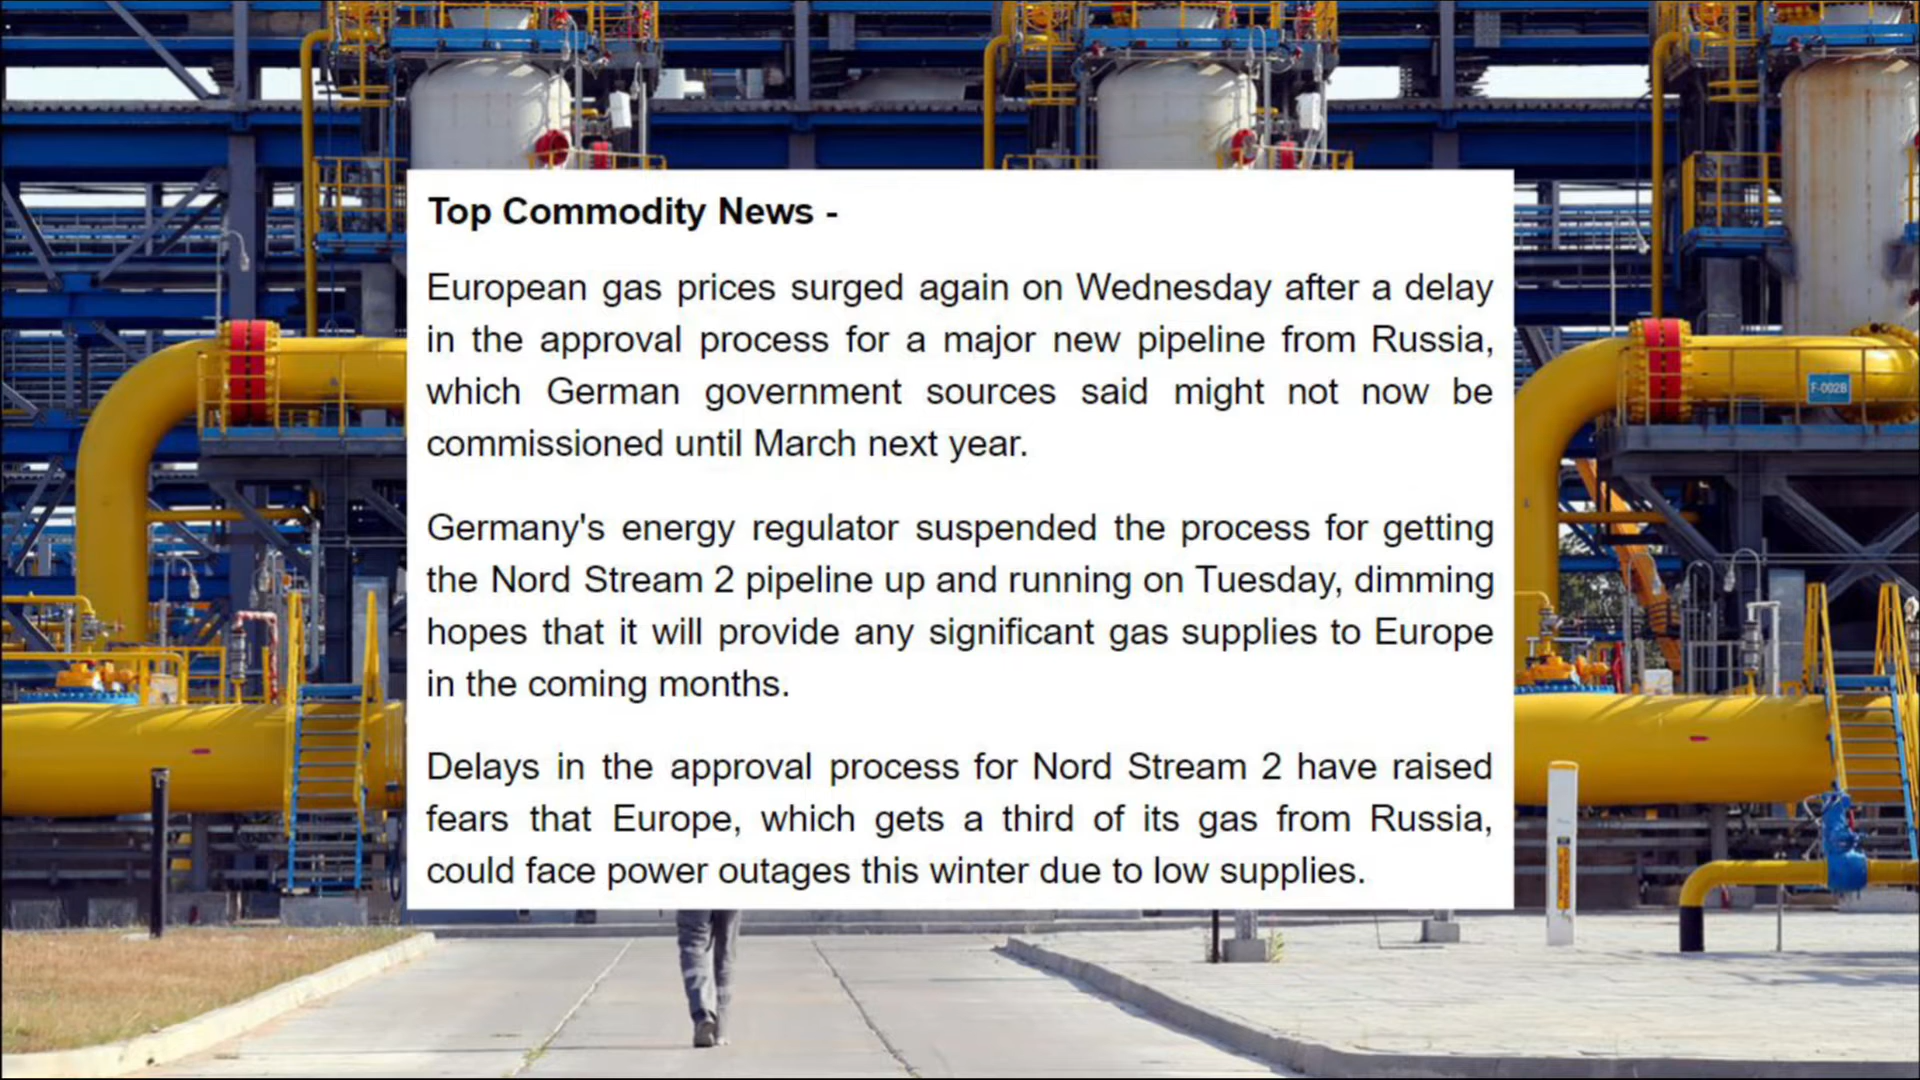 Top Commodity News -
European gas prices surged again on Wednesday after a delay
in the approval process for a major new pipeline from Russia,
which German government sources said might not now be
commissioned until March next year.
Germany's energy regulator suspended the process for getting
the Nord Stream 2 pipeline up and running on Tuesday, dimming
hopes that it will provide any significant gas supplies to Europe
in the coming months.
Delays in the approval process for Nord Stream 2 have raised
fears that Europe, which gets a third of its gas from Russia,
could face power outages this winter due to low supplies.
F-002B